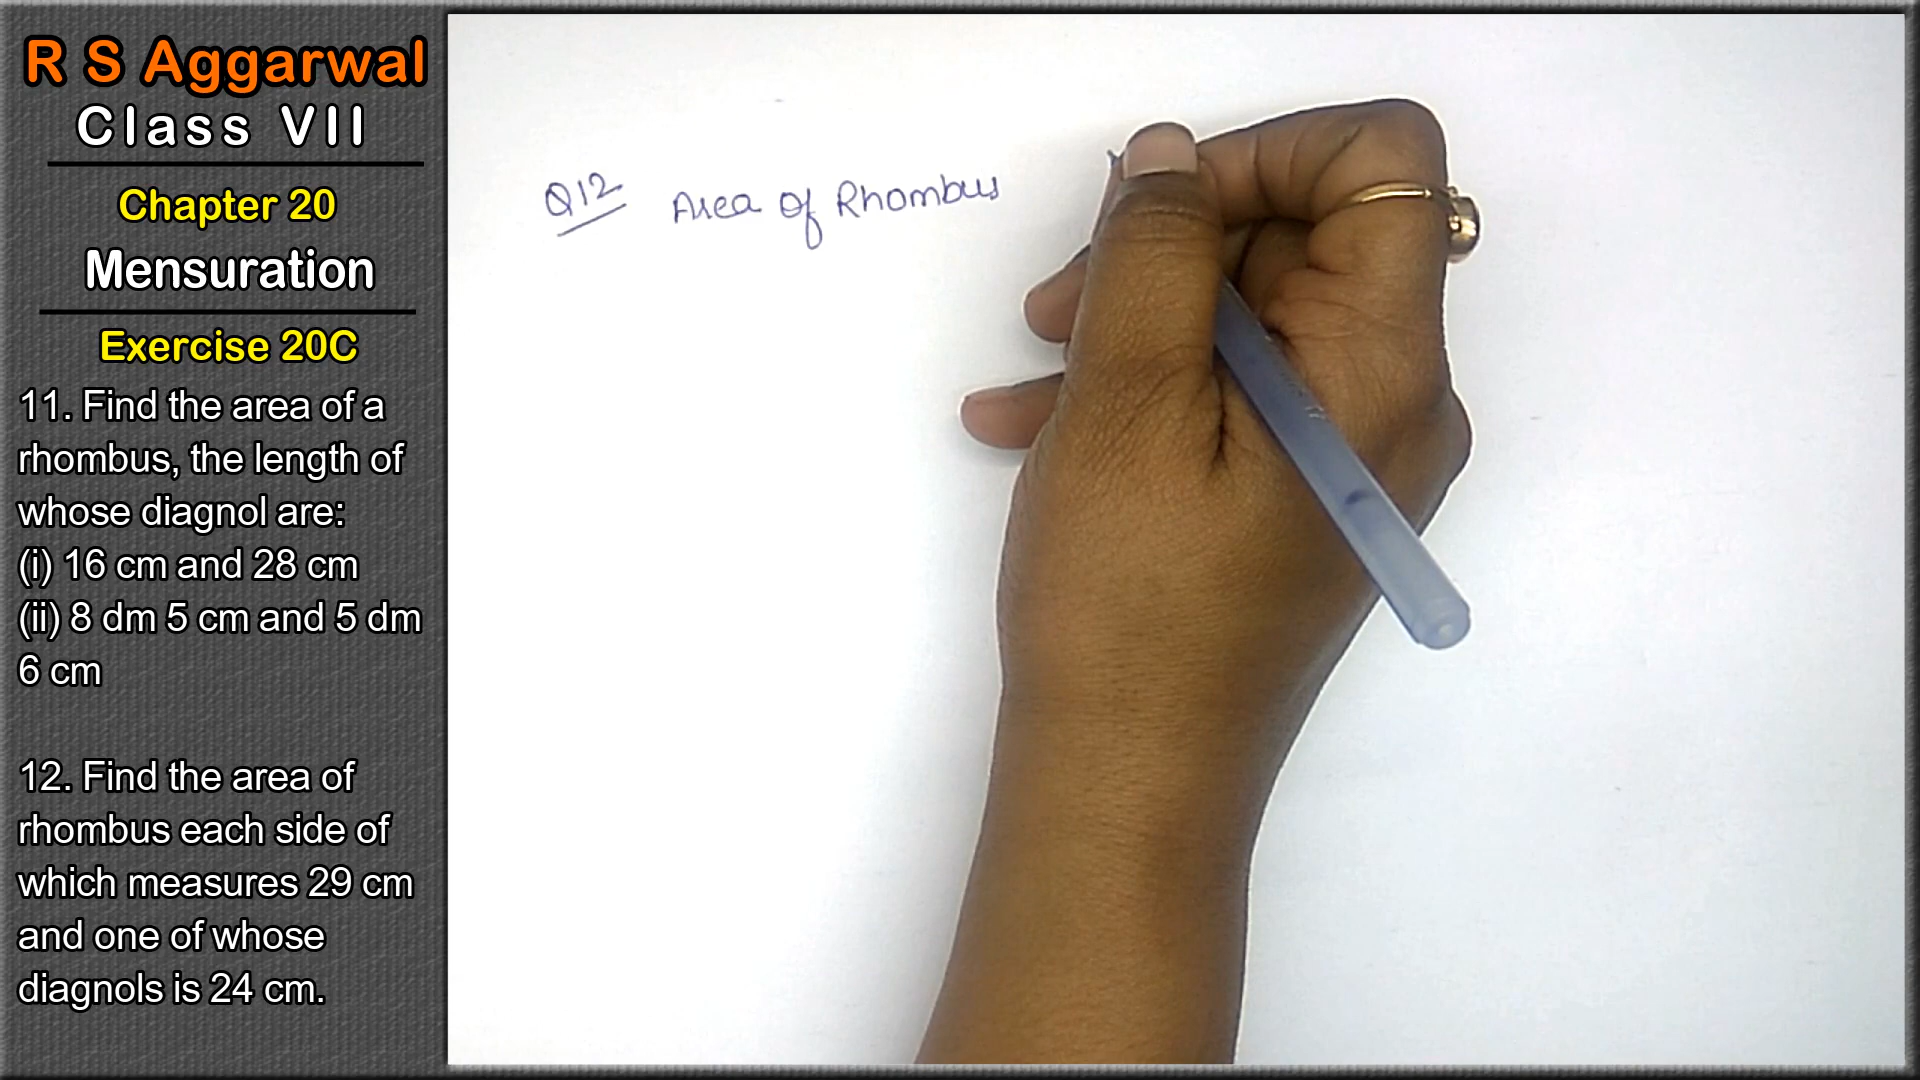 R S Aggarwal
Class VII
Chapter 20
Mensuration
Exercise 20C
11. Find the area of a
rhombus, the length of
whose diagnol are:
(i) 16 cm and 28 cm
(ii) 8 dm 5 cm and 5 dm
6 cm
12. Find the area of
rhombus each side of
which measures 29 cm
and one of whose
diagnols is 24 cm.
Q12 Area of Rhombus